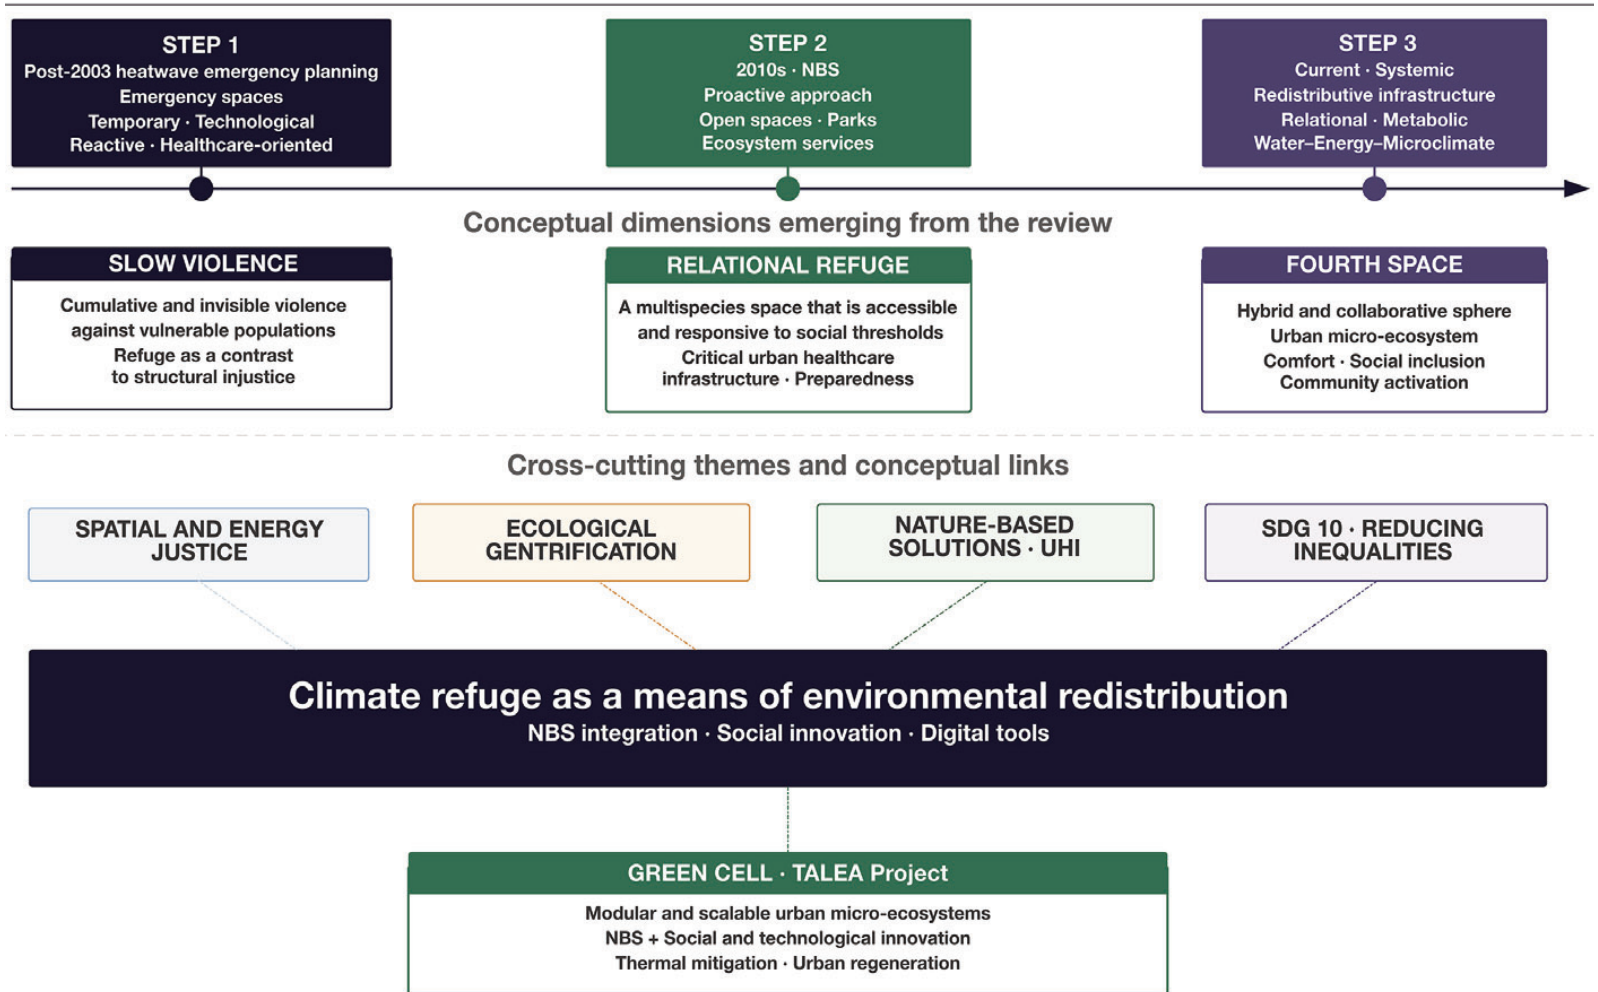 STEP 1
Post-2003 heatwave emergency planning
Emergency spaces
Temporary · Technological
Reactive · Healthcare-oriented
STEP 2
2010s · NBS
Proactive approach
Open spaces · Parks
Ecosystem services
STEP 3
Current · Systemic
Redistributive infrastructure
Relational · Metabolic
Water–Energy–Microclimate
Conceptual dimensions emerging from the review
SLOW VIOLENCE
Cumulative and invisible violence
against vulnerable populations
Refuge as a contrast
to structural injustice
RELATIONAL REFUGE
A multispecies space that is accessible
and responsive to social thresholds
Critical urban healthcare
infrastructure · Preparedness
FOURTH SPACE
Hybrid and collaborative sphere
Urban micro-ecosystem
Comfort · Social inclusion
Community activation
Cross-cutting themes and conceptual links
SPATIAL AND ENERGY
JUSTICE
ECOLOGICAL
GENTRIFICATION
NATURE-BASED
SOLUTIONS · UHI
SDG 10 · REDUCING
INEQUALITIES
Climate refuge as a means of environmental redistribution
NBS integration · Social innovation · Digital tools
GREEN CELL · TALEA Project
Modular and scalable urban micro-ecosystems
NBS + Social and technological innovation
Thermal mitigation · Urban regeneration